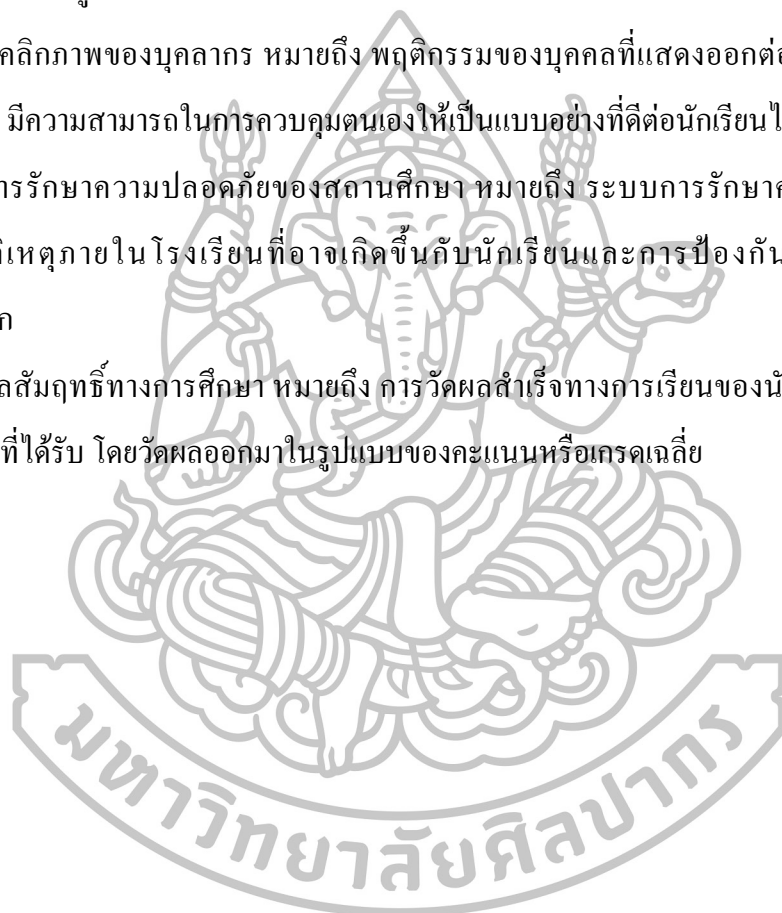 คลิกภาพของบุคลากร หมายถึง พฤติกรรมของบุคคลที่แสดงออกต่อ
มีความสามารถในการควบคุมตนเองให้เป็นแบบอย่างที่ดีต่อนักเรียนไ
ารรักษาความปลอดภัยของสถานศึกษา หมายถึง ระบบการรักษาค
ิเหตุภายในโรงเรียนที่อาจเกิดขึ้นกับนักเรียนและการป้องกัน
ก
ลสัมฤทธิ์ทางการศึกษา หมายถึง การวัดผลสำเร็จทางการเรียนของนั
ที่ได้รับ โดยวัดผลออกมาในรูปแบบของคะแนนหรือเกรดเฉลี่ย
มหาวิทยาลัยศิลปากร